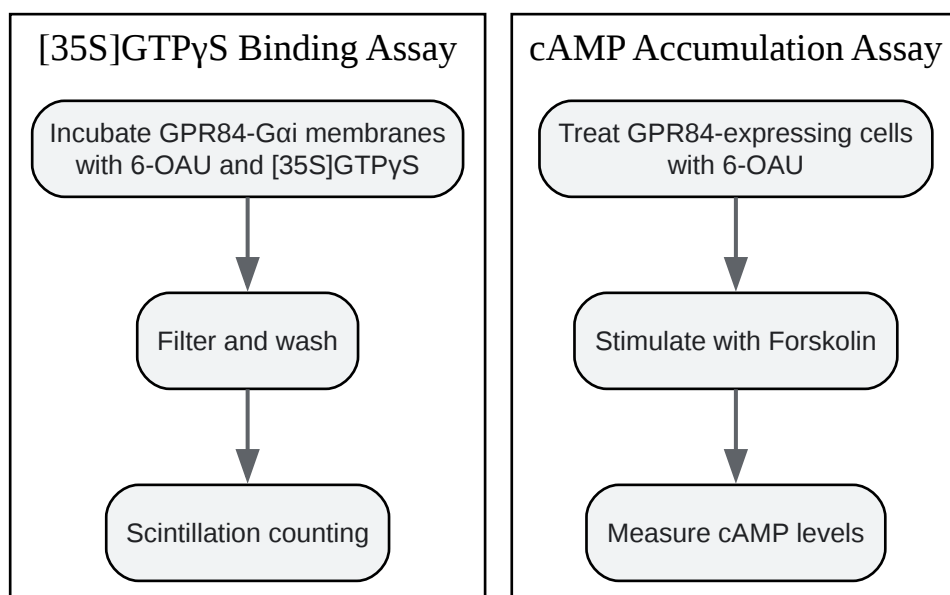 [35S]GTPγS Binding Assay
Incubate GPR84-Gαi membranes
with 6-OAU and [35S]GTPγS
Filter and wash
Scintillation counting
cAMP Accumulation Assay
Treat GPR84-expressing cells
with 6-OAU
Stimulate with Forskolin
Measure cAMP levels